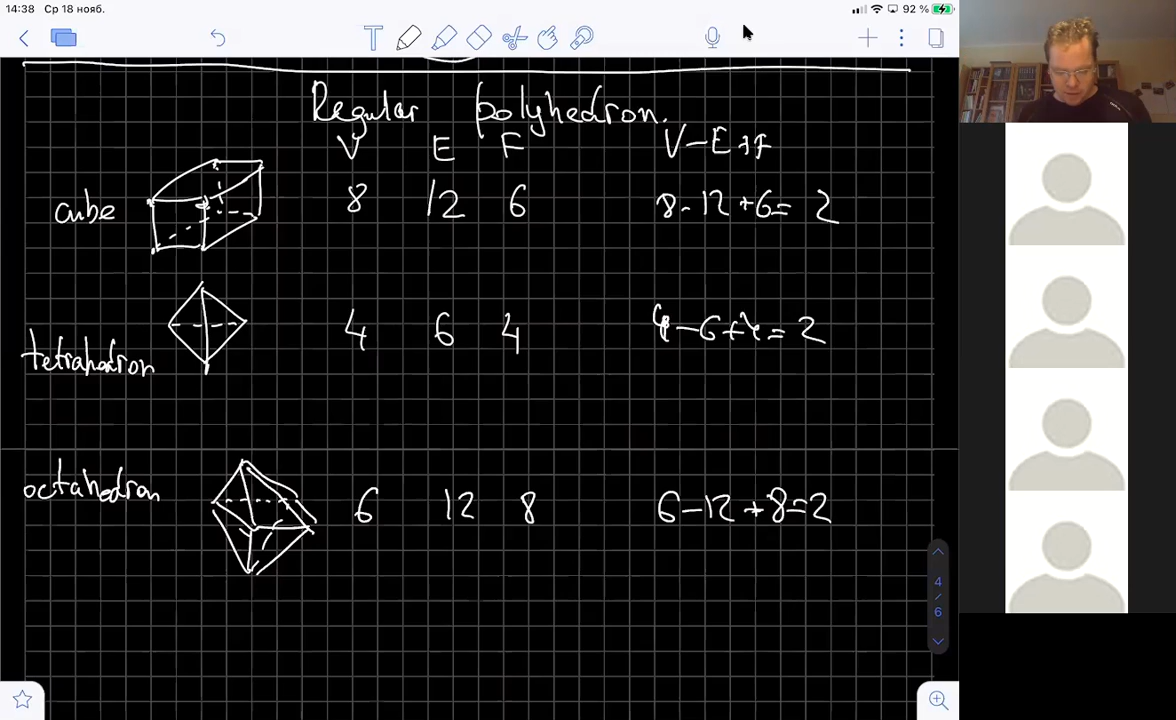 14:38 Ср 18 нояб. 92 %
Regular polyhedron.
V E F V-E+F
cube 8 12 6 8-12+6=2
tetrahedron 4 6 4 4-6+4=2
octahedron 6 12 8 6-12+8=2
4
/
6